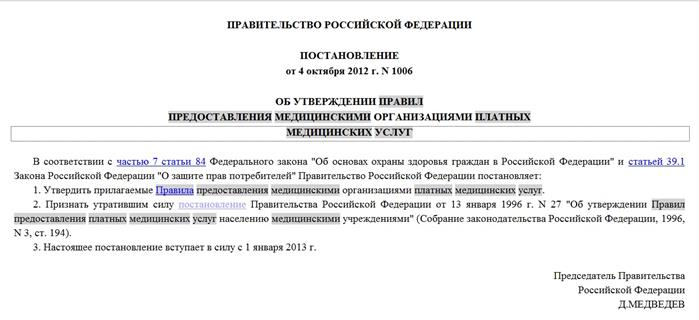 ПРАВИТЕЛЬСТВО РОССИЙСКОЙ ФЕДЕРАЦИИ
ПОСТАНОВЛЕНИЕ
от 4 октября 2012 г. N 1006
ОБ УТВЕРЖДЕНИИ ПРАВИЛ
ПРЕДОСТАВЛЕНИЯ МЕДИЦИНСКИМИ ОРГАНИЗАЦИЯМИ ПЛАТНЫХ
МЕДИЦИНСКИХ УСЛУГ
В соответствии с частью 7 статьи 84 Федерального закона "Об основах охраны здоровья граждан в Российской Федерации" и статьей 39.1
Закона Российской Федерации "О защите прав потребителей" Правительство Российской Федерации постановляет:
1. Утвердить прилагаемые Правила предоставления медицинскими организациями платных медицинских услуг.
2. Признать утратившим силу постановление Правительства Российской Федерации от 13 января 1996 г. N 27 "Об утверждении Правил
предоставления платных медицинских услуг населению медицинскими учреждениями" (Собрание законодательства Российской Федерации, 1996,
N 3, ст. 194).
3. Настоящее постановление вступает в силу с 1 января 2013 г.
Председатель Правительства
Российской Федерации
Д.МЕДВЕДЕВ